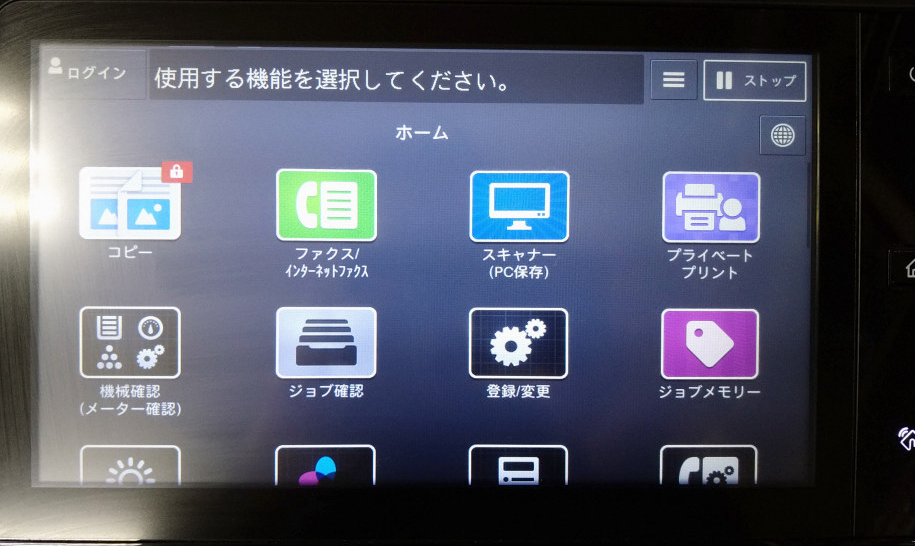 ログイン
使用する機能を選択してください。
ストップ
ホーム
コピー
ファクス/
インターネットファクス
スキャナー
(PC保存)
プライベート
プリント
機械確認
(メーター確認)
ジョブ確認
登録/変更
ジョブメモリー